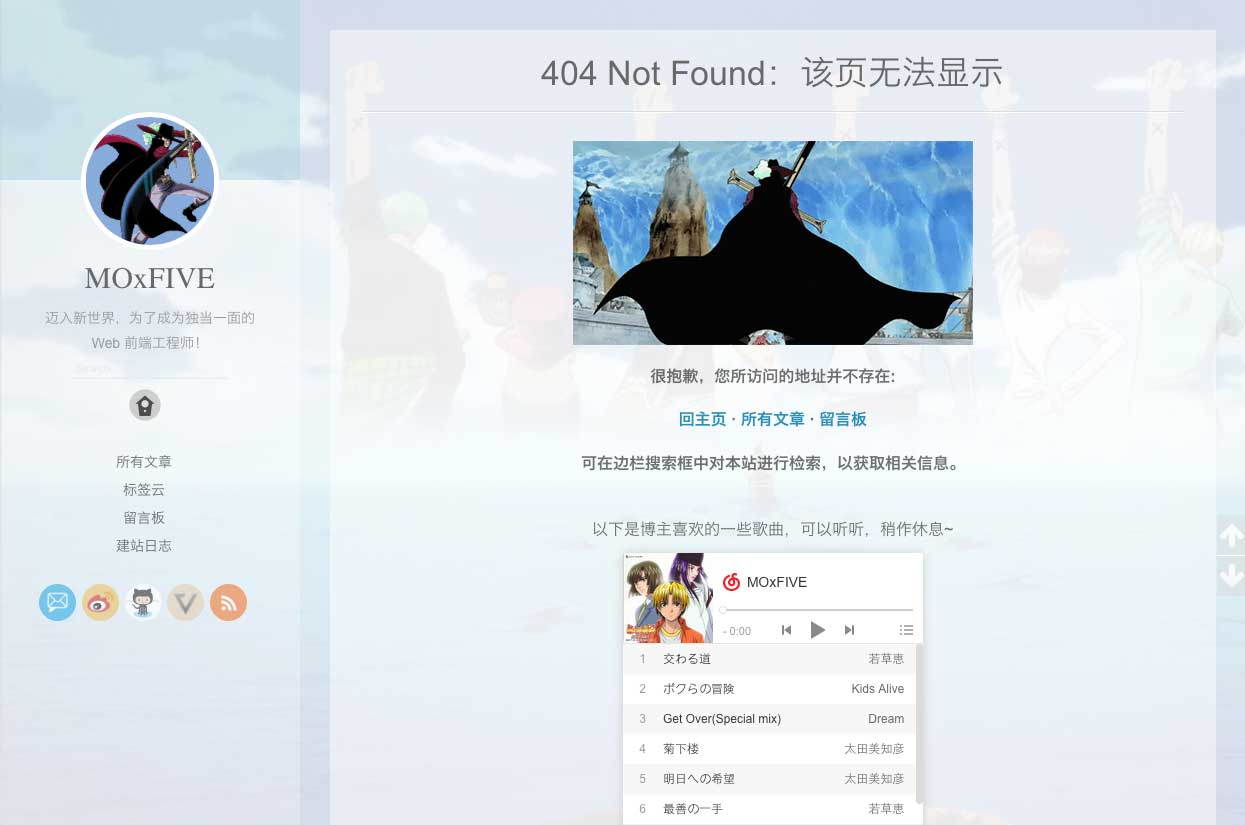 MOxFIVE
迈入新世界，为了成为独当一面的
Web 前端工程师！
所有文章
标签云
留言板
建站日志
404 Not Found：该页无法显示
很抱歉，您所访问的地址并不存在:
回主页 · 所有文章 · 留言板
可在边栏搜索框中对本站进行检索，以获取相关信息。
以下是博主喜欢的一些歌曲，可以听听，稍作休息~
MOxFIVE
- 0:00
1 交わる道 若草恵
2 ボクらの冒険 Kids Alive
3 Get Over(Special mix) Dream
4 菊下楼 太田美知彦
5 明日への希望 太田美知彦
6 最善の一手 若草恵